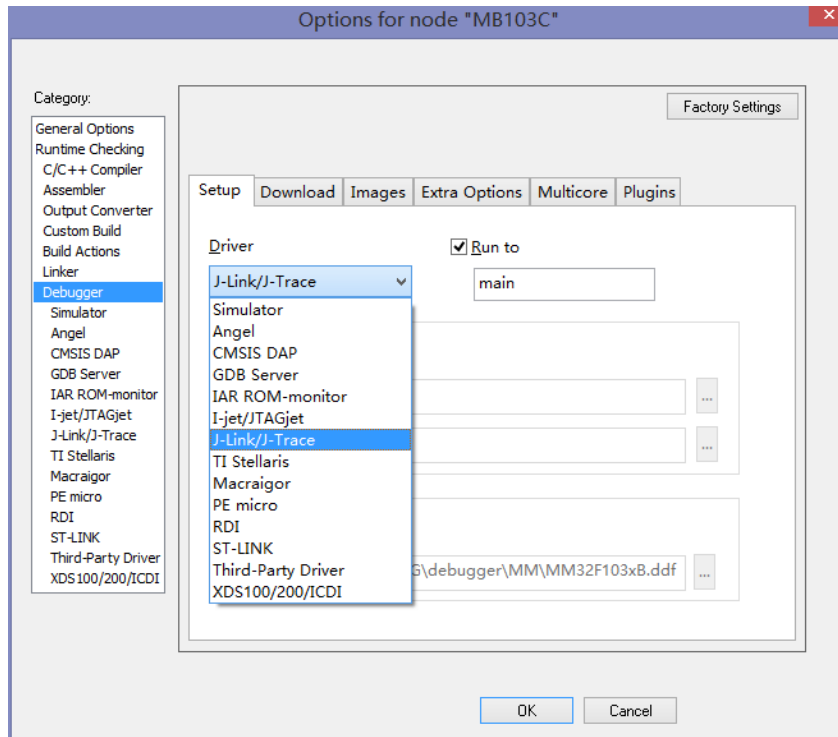 Options for node "MB103C"
Category:
Factory Settings
General Options
Runtime Checking
C/C++ Compiler
Assembler
Output Converter
Custom Build
Build Actions
Linker
Debugger
Simulator
Angel
CMSIS DAP
GDB Server
IAR ROM-monitor
I-jet/JTAGjet
J-Link/J-Trace
TI Stellaris
Macraigor
PE micro
RDI
ST-LINK
Third-Party Driver
XDS100/200/ICDI
Setup Download Images Extra Options Multicore Plugins
Driver
Run to
J-Link/J-Trace
main
Simulator
Angel
CMSIS DAP
GDB Server
IAR ROM-monitor
...
I-jet/JTAGjet
J-Link/J-Trace
...
TI Stellaris
Macraigor
PE micro
RDI
ST-LINK
Third-Party Driver
G\debugger\MM\MM32F103xB.ddf
...
XDS100/200/ICDI
OK
Cancel